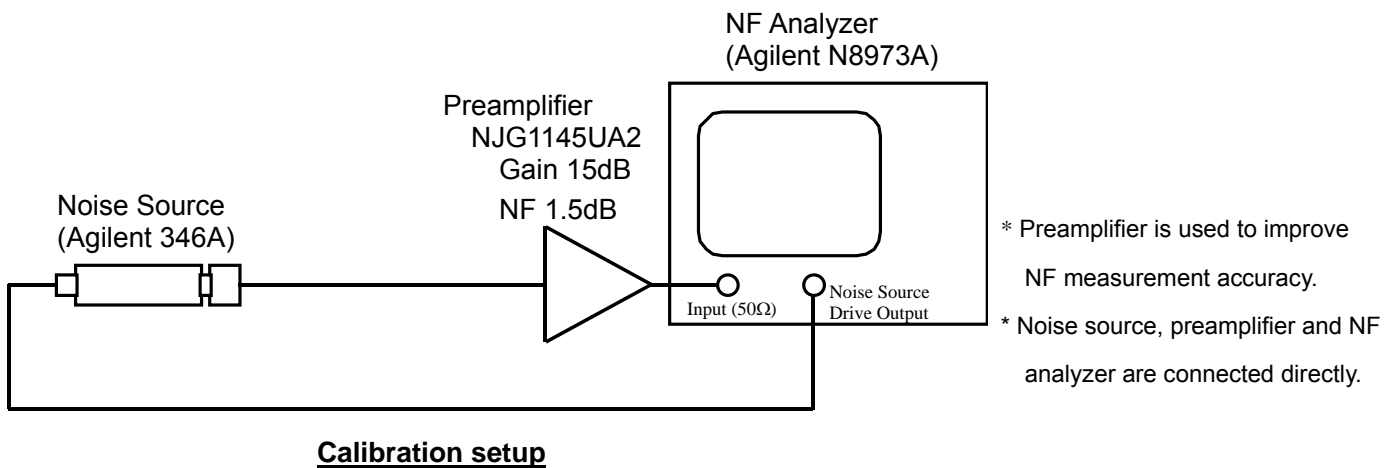 NF Analyzer
(Agilent N8973A)
Preamplifier
NJG1145UA2
Gain 15dB
NF 1.5dB
Noise Source
(Agilent 346A)
Input (50Ω)
Noise Source
Drive Output
* Preamplifier is used to improve
NF measurement accuracy.
* Noise source, preamplifier and NF
analyzer are connected directly.
Calibration setup